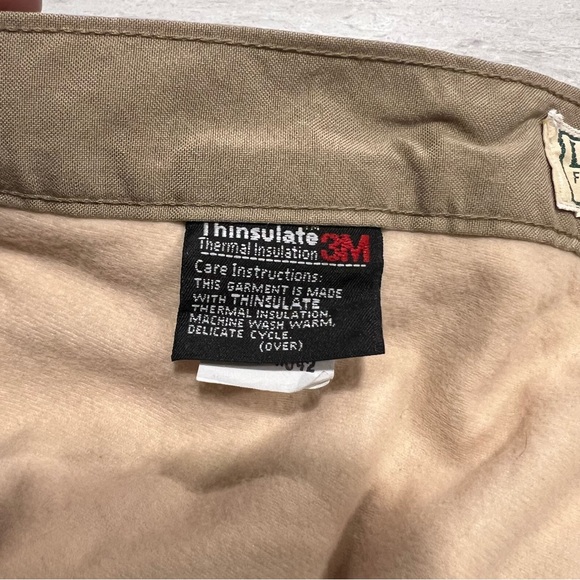 Thinsulate™
Thermal Insulation 3M
Care Instructions:
THIS GARMENT IS MADE
WITH THINSULATE
THERMAL INSULATION.
MACHINE WASH WARM,
DELICATE CYCLE.
(OVER)